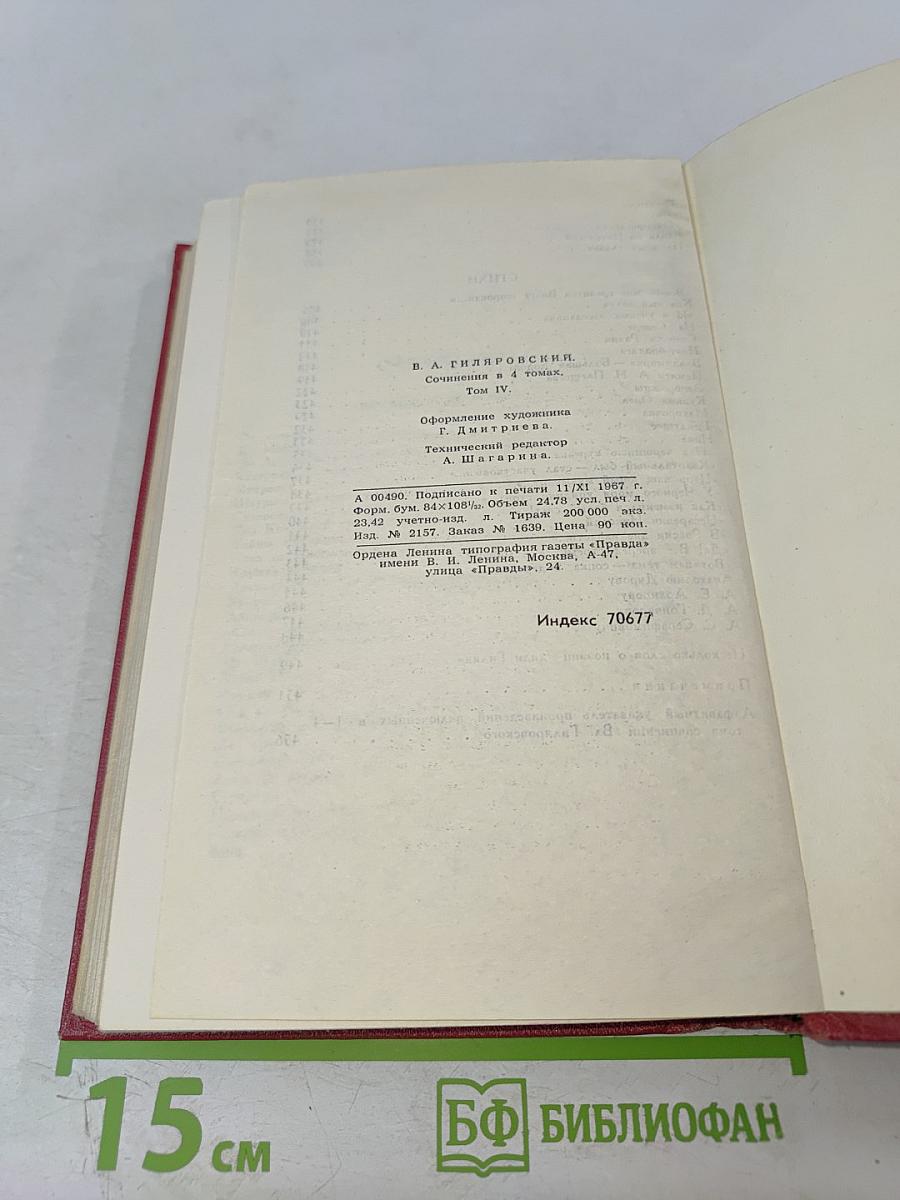 В. А. ГИЛЯРОВСКИЙ.
Сочинения в 4 томах.
Том IV.
Оформление художника
Г. Дмитриева.
Технический редактор
А. Шагарина.
А 00490. Подписано к печати 11/XI 1967 г.
Форм. бум. 84×108¹/₃₂. Объем 24,78 усл. печ. л.
23,42 учетно-изд. л. Тираж 200 000 экз.
Изд. № 2157. Заказ № 1639. Цена 90 коп.
Ордена Ленина типография газеты «Правда»
имени В. И. Ленина, Москва, А-47,
улица «Правды», 24.
Индекс 70677
15 см
БФ БИБЛИОФАН